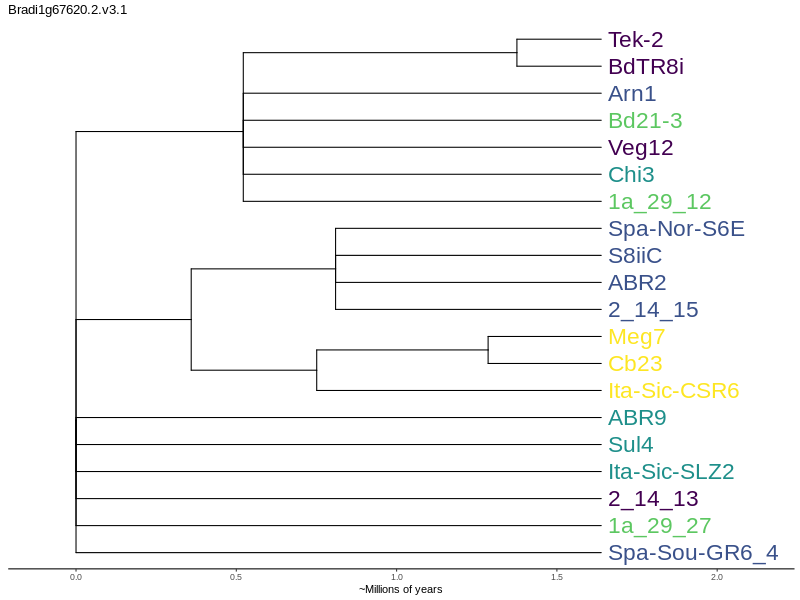 Bradi1g67620.2.v3.1
Tek-2
BdTR8i
Arn1
Bd21-3
Veg12
Chi3
1a_29_12
Spa-Nor-S6E
S8iiC
ABR2
2_14_15
Meg7
Cb23
Ita-Sic-CSR6
ABR9
Sul4
Ita-Sic-SLZ2
2_14_13
1a_29_27
Spa-Sou-GR6_4
0.0 0.5 1.0 1.5 2.0
~Millions of years